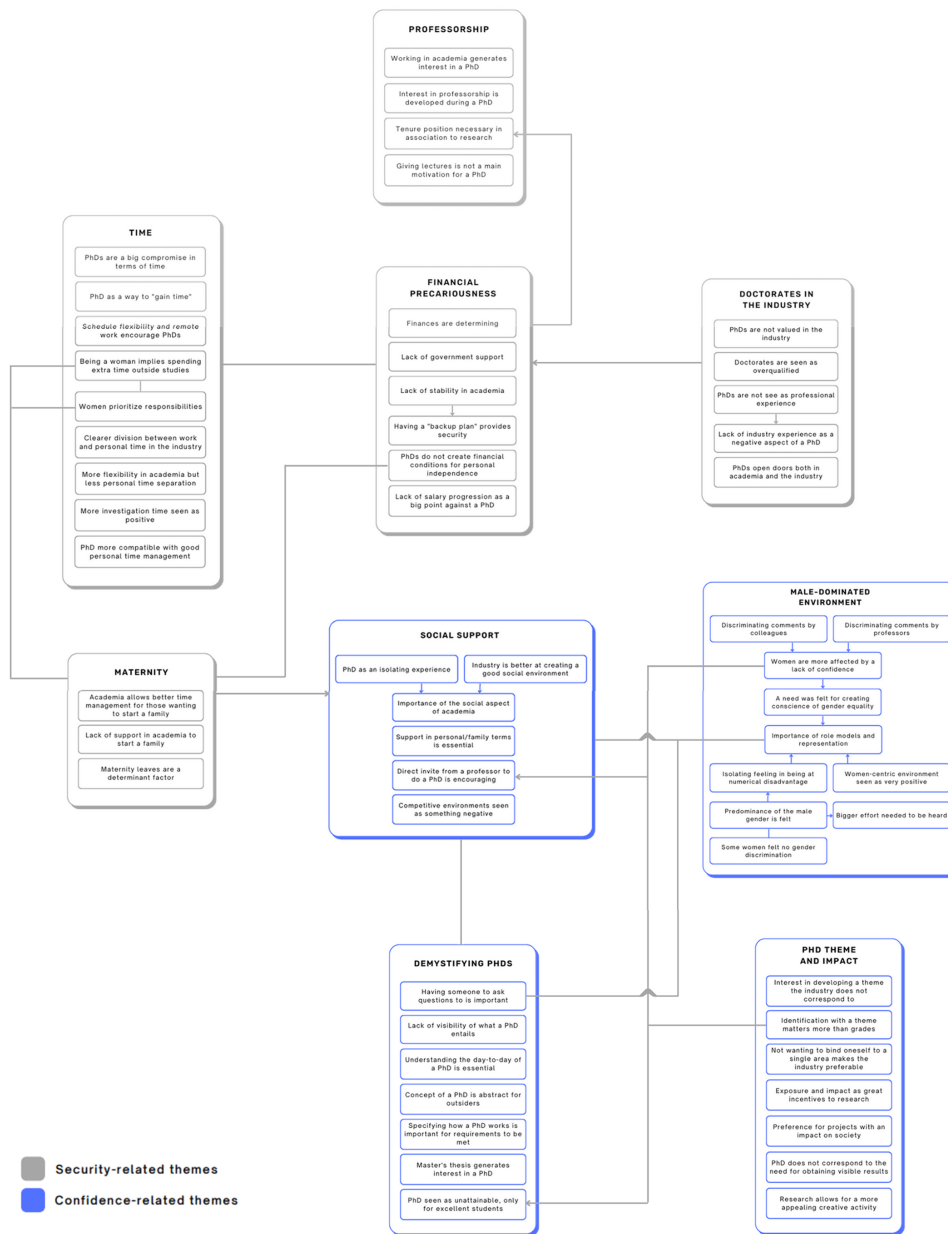 PROFESSORSHIP
Working in academia generates
interest in a PhD
Interest in professorship is
developed during a PhD
Tenure position necessary in
association to research
Giving lectures is not a main
motivation for a PhD
TIME
PhDs are a big compromise in
terms of time
PhD as a way to "gain time"
Schedule flexibility and remote
work encourage PhDs
Being a woman implies spending
extra time outside studies
Women prioritize responsibilities
Clearer division between work
and personal time in the industry
More flexibility in academia but
less personal time separation
More investigation time seen as
positive
PhD more compatible with good
personal time management
FINANCIAL
PRECARIOUSNESS
Finances are determining
Lack of government support
Lack of stability in academia
Having a "backup plan" provides
security
PhDs do not create financial
conditions for personal
independence
Lack of salary progression as a
big point against a PhD
DOCTORATES IN
THE INDUSTRY
PhDs are not valued in the
industry
Doctorates are seen as
overqualified
PhDs are not see as professional
experience
Lack of industry experience as a
negative aspect of a PhD
PhDs open doors both in
academia and the industry
MATERNITY
Academia allows better time
management for those wanting
to start a family
Lack of support in academia to
start a family
Maternity leaves are a
determinant factor
SOCIAL SUPPORT
PhD as an isolating experience
Industry is better at creating a
good social environment
Importance of the social aspect
of academia
Support in personal/family terms
is essential
Direct invite from a professor to
do a PhD is encouraging
Competitive environments seen
as something negative
MALE-DOMINATED
ENVIRONMENT
Discriminating comments by
colleagues
Discriminating comments by
professors
Women are more affected by a
lack of confidence
A need was felt for creating
conscience of gender equality
Importance of role models and
representation
Isolating feeling in being at
numerical disadvantage
Women-centric environment
seen as very positive
Predominance of the male
gender is felt
Bigger effort needed to be heard
Some women felt no gender
discrimination
DEMYSTIFYING PHDS
Having someone to ask
questions to is important
Lack of visibility of what a PhD
entails
Understanding the day-to-day of
a PhD is essential
Concept of a PhD is abstract for
outsiders
Specifying how a PhD works is
important for requirements to be
met
Master's thesis generates
interest in a PhD
PhD seen as unattainable, only
for excellent students
PHD THEME
AND IMPACT
Interest in developing a theme
the industry does not
correspond to
Identification with a theme
matters more than grades
Not wanting to bind oneself to a
single area makes the
industry preferable
Exposure and impact as great
incentives to research
Preference for projects with an
impact on society
PhD does not correspond to the
need for obtaining visible results
Research allows for a more
appealing creative activity
Security-related themes
Confidence-related themes